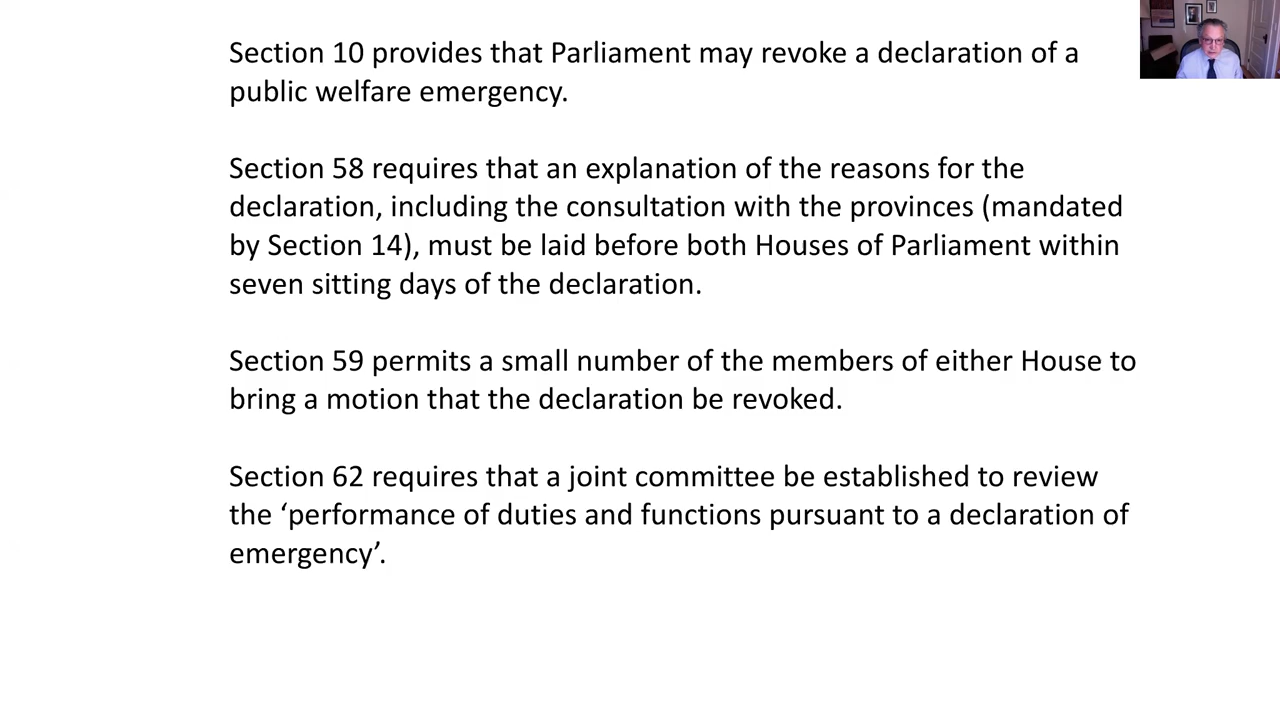 Section 10 provides that Parliament may revoke a declaration of a
public welfare emergency.
Section 58 requires that an explanation of the reasons for the
declaration, including the consultation with the provinces (mandated
by Section 14), must be laid before both Houses of Parliament within
seven sitting days of the declaration.
Section 59 permits a small number of the members of either House to
bring a motion that the declaration be revoked.
Section 62 requires that a joint committee be established to review
the ‘performance of duties and functions pursuant to a declaration of
emergency’.